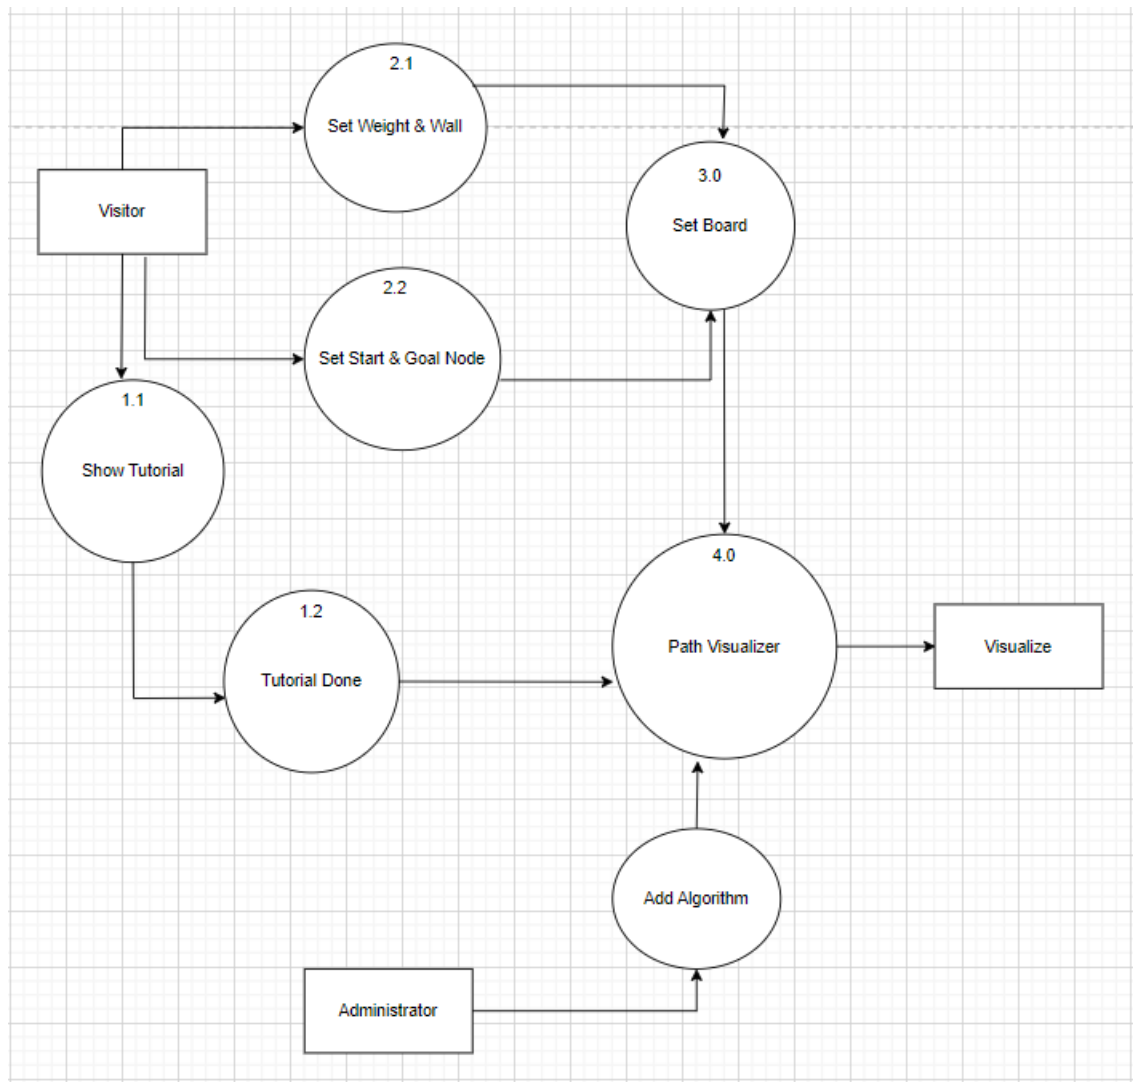 2.1
Set Weight & Wall
Visitor
3.0
Set Board
2.2
Set Start & Goal Node
1.1
Show Tutorial
1.2
Tutorial Done
4.0
Path Visualizer
Visualize
Add Algorithm
Administrator